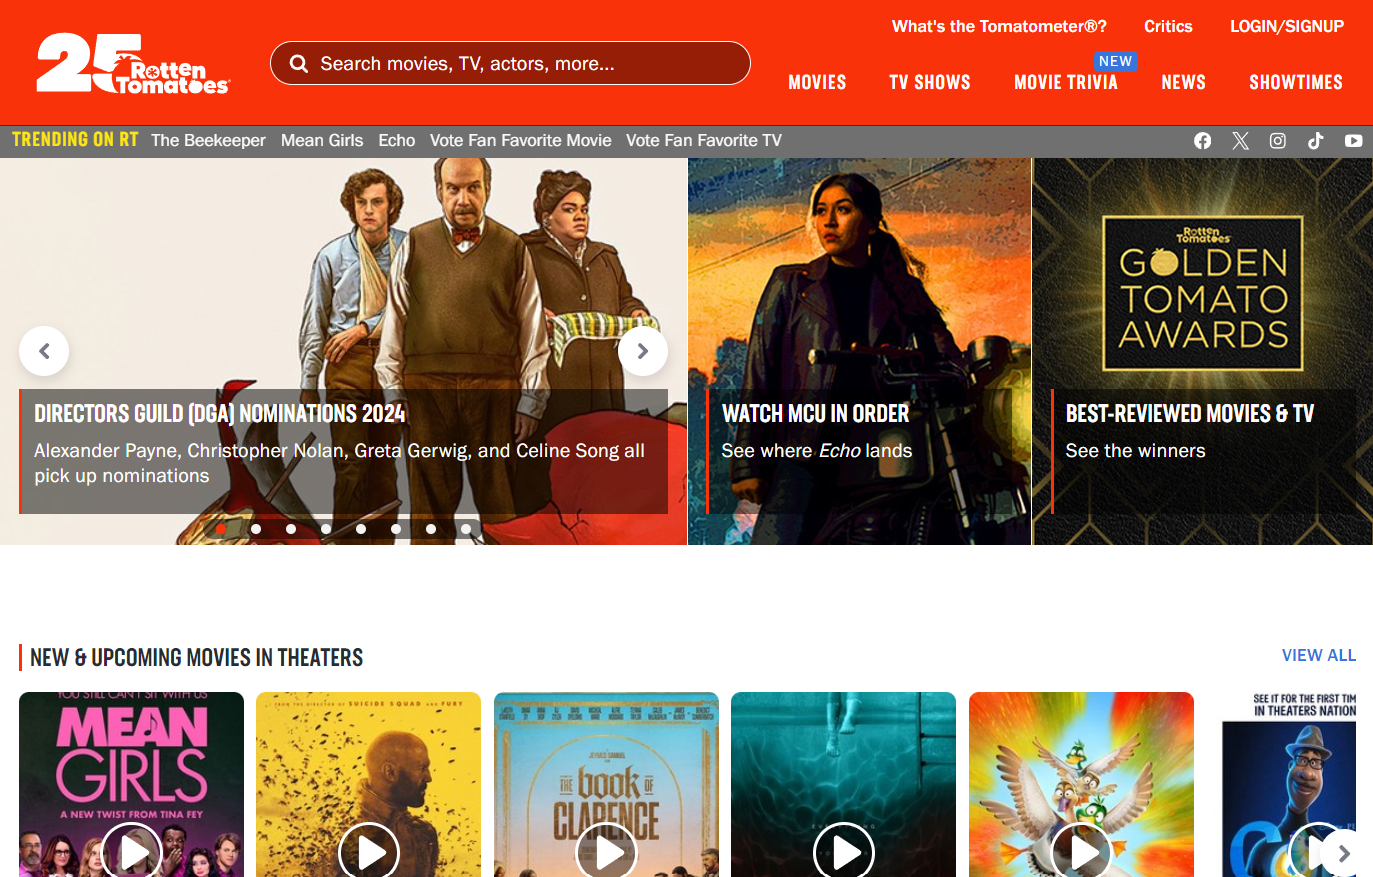 What's the Tomatometer®?
Critics
LOGIN/SIGNUP
25 Rotten
Tomatoes
Search movies, TV, actors, more...
NEW
MOVIES
TV SHOWS
MOVIE TRIVIA
NEWS
SHOWTIMES
TRENDING ON RT
The Beekeeper
Mean Girls
Echo
Vote Fan Favorite Movie
Vote Fan Favorite TV
DIRECTORS GUILD (DGA) NOMINATIONS 2024
Alexander Payne, Christopher Nolan, Greta Gerwig, and Celine Song all
pick up nominations
WATCH MCU IN ORDER
See where Echo lands
Rotten
Tomatoes
GOLDEN
TOMATO
AWARDS
BEST-REVIEWED MOVIES & TV
See the winners
NEW & UPCOMING MOVIES IN THEATERS
VIEW ALL
YOU STILL CAN'T SIT WITH US
MEAN
GIRLS
A NEW TWIST FROM TINA FEY
FROM THE DIRECTOR OF SUICIDE SQUAD AND FURY
THE book OF
CLARENCE
SEE IT FOR THE FIRST TIM
IN THEATERS NATION